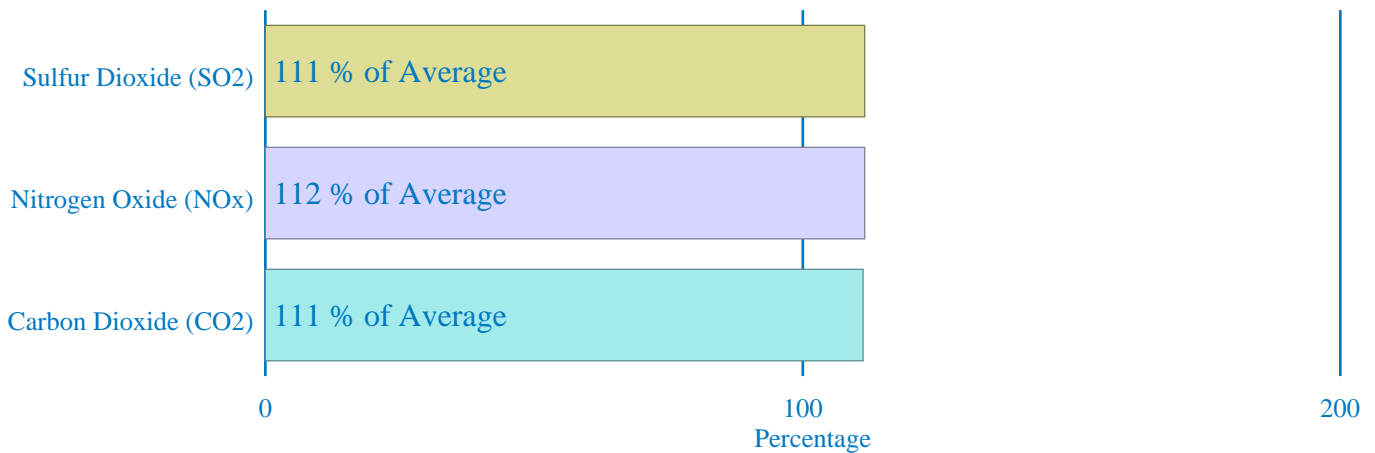 Sulfur Dioxide (SO2)
111 % of Average
Nitrogen Oxide (NOx)
112 % of Average
Carbon Dioxide (CO2)
111 % of Average
0
100
200
Percentage